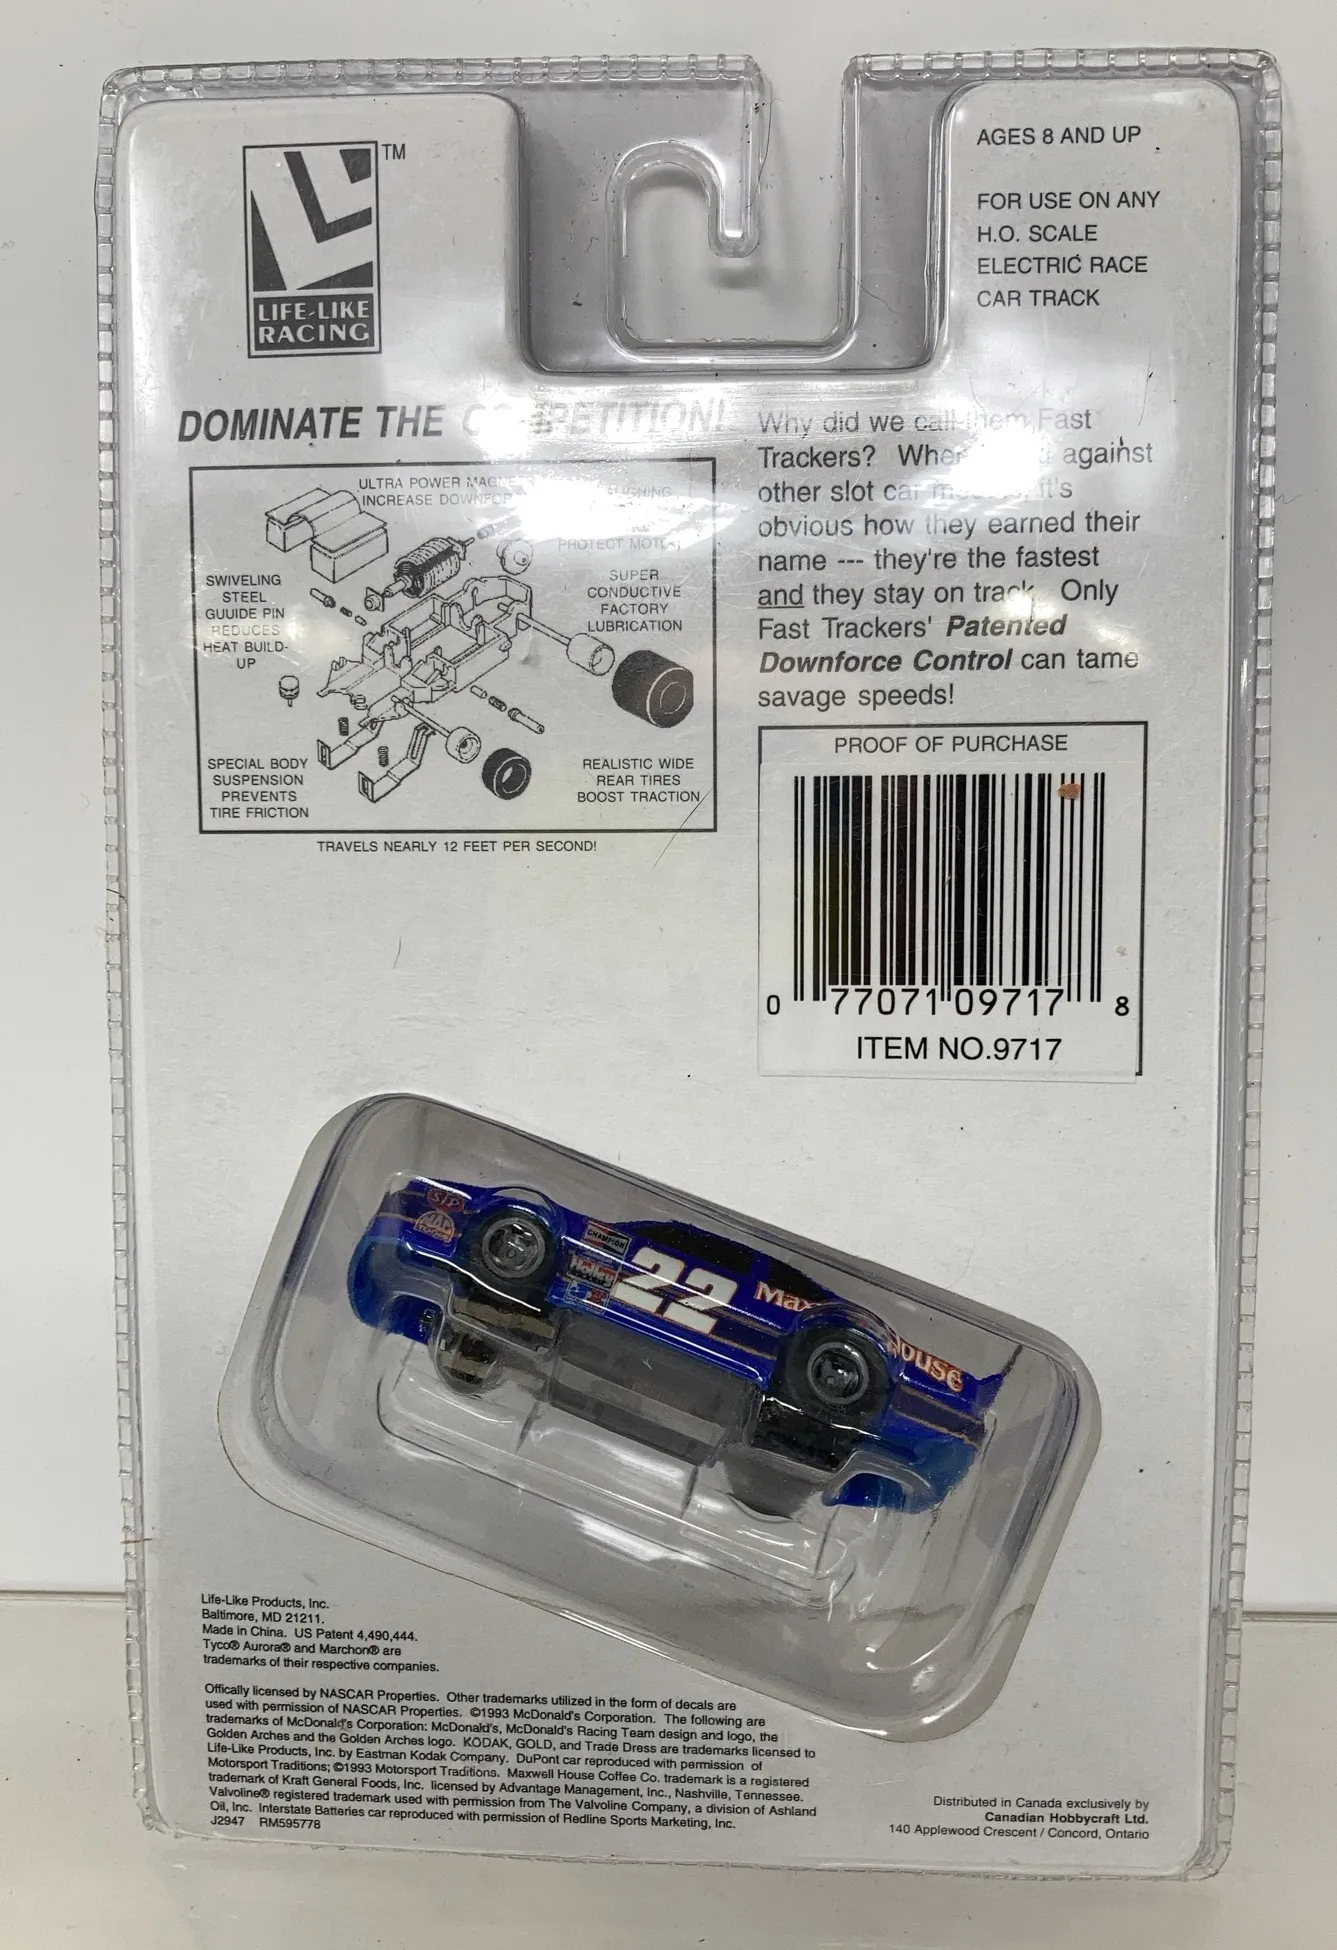 TM
LIFE-LIKE
RACING
AGES 8 AND UP
FOR USE ON ANY
H.O. SCALE
ELECTRIC RACE
CAR TRACK
DOMINATE THE COMPETITION!
ULTRA POWER
INCREASE
PROTECT MOTOR
SWIVELING
STEEL
GUUIDE PIN
REDUCES
HEAT BUILD-
UP
SUPER
CONDUCTIVE
FACTORY
LUBRICATION
SPECIAL BODY
SUSPENSION
PREVENTS
TIRE FRICTION
REALISTIC WIDE
REAR TIRES
BOOST TRACTION
TRAVELS NEARLY 12 FEET PER SECOND!
Why did we call them Fast
Trackers? When against
other slot car it's
obvious how they earned their
name --- they're the fastest
and they stay on track. Only
Fast Trackers' Patented
Downforce Control can tame
savage speeds!
PROOF OF PURCHASE
0 77071 09717 8
ITEM NO.9717
STP
MAC
TOOLS
CHAMPION
22
Max
House
Life-Like Products, Inc.
Baltimore, MD 21211.
Made in China. US Patent 4,490,444.
Tyco® Aurora® and Marchon® are
trademarks of their respective companies.
Offically licensed by NASCAR Properties. Other trademarks utilized in the form of decals are
used with permission of NASCAR Properties. ©1993 McDonald's Corporation. The following are
trademarks of McDonald's Corporation: McDonald's, McDonald's Racing Team design and logo, the
Golden Arches and the Golden Arches logo. KODAK, GOLD, and Trade Dress are trademarks licensed to
Life-Like Products, Inc. by Eastman Kodak Company. DuPont car reproduced with permission of
Motorsport Traditions; ©1993 Motorsport Traditions. Maxwell House Coffee Co. trademark is a registered
trademark of Kraft General Foods, Inc. licensed by Advantage Management, Inc., Nashville, Tennessee.
Valvoline® registered trademark used with permission from The Valvoline Company, a division of Ashland
Oil, Inc. Interstate Batteries car reproduced with permission of Redline Sports Marketing, Inc.
J2947 RM595778
Distributed in Canada exclusively by
Canadian Hobbycraft Ltd.
140 Applewood Crescent / Concord, Ontario